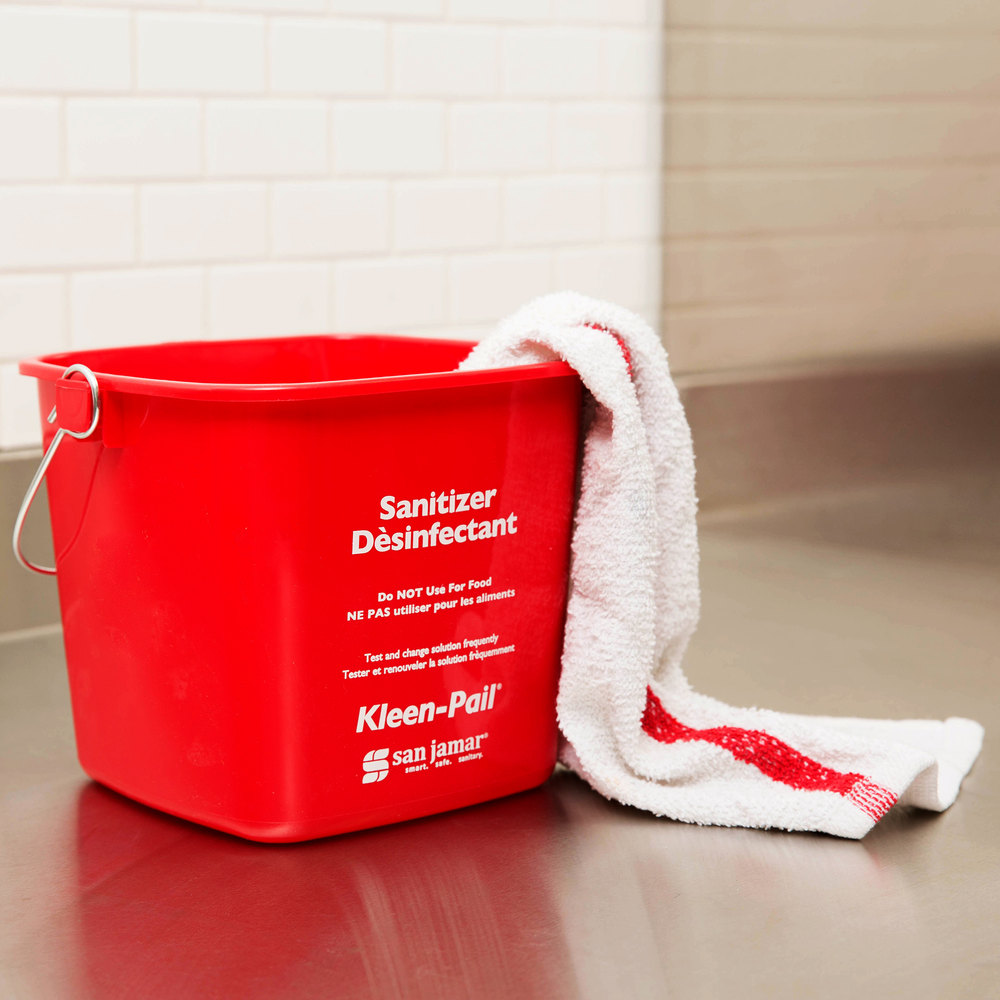 Sanitizer
Dèsinfectant
Do NOT Use For Food
NE PAS utiliser pour les aliments
Test and change solution frequently
Tester et renouveler la solution frèquemment
Kleen-Pail®
san jamar®
smart. safe. sanitary.